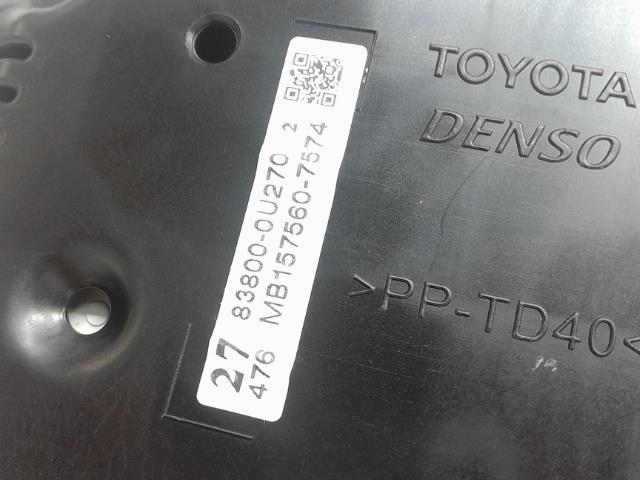 TOYOTA
DENSO
27 83800-0U270 2
476 MB157560-7574
>PP-TD40<